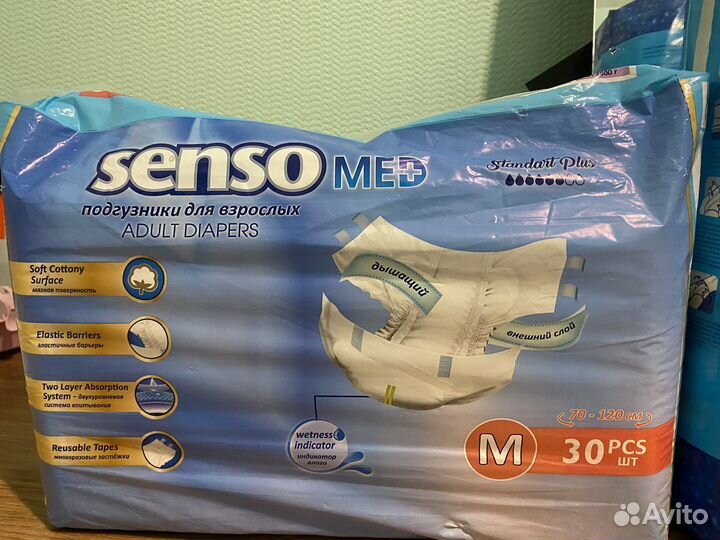 senso MED
Standart Plus
подгузники для взрослых
ADULT DIAPERS
Soft Cottony
Surface
мягкая поверхность
Elastic Barriers
эластичные барьеры
Two Layer Absorption
System - двухуровневая
система впитывания
Reusable Tapes
многоразовые застёжки
дышащий
внешний слой
wetness
indicator
индикатор
влаги
70 - 120 см
M
30 PCS
ШТ
Avito